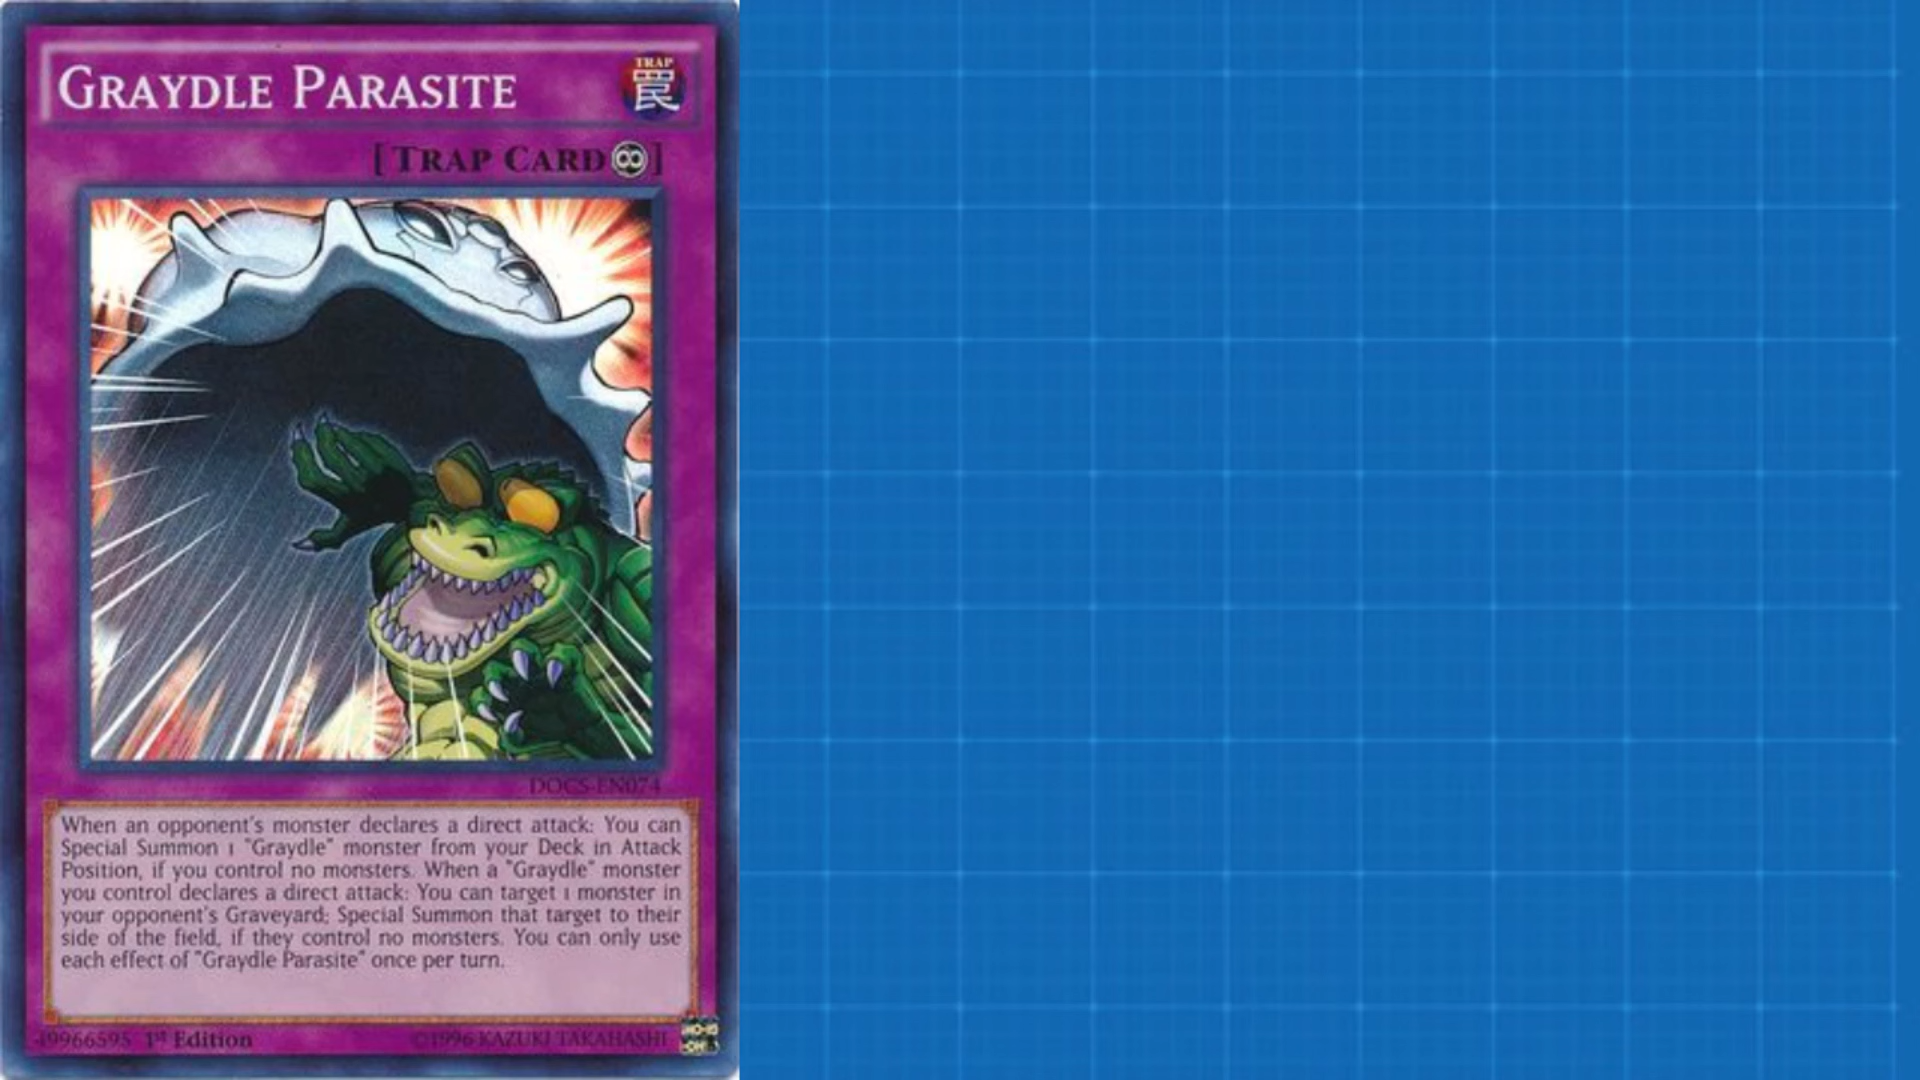 GRAYDLE PARASITE
TRAP
罠
[TRAP CARD∞]
DOCS-EN074
When an opponent's monster declares a direct attack: You can
Special Summon 1 "Graydle" monster from your Deck in Attack
Position, if you control no monsters. When a "Graydle" monster
you control declares a direct attack: You can target 1 monster in
your opponent's Graveyard; Special Summon that target to their
side of the field, if they control no monsters. You can only use
each effect of "Graydle Parasite" once per turn.
49966595 1st Edition ©1996 KAZUKI TAKAHASHI